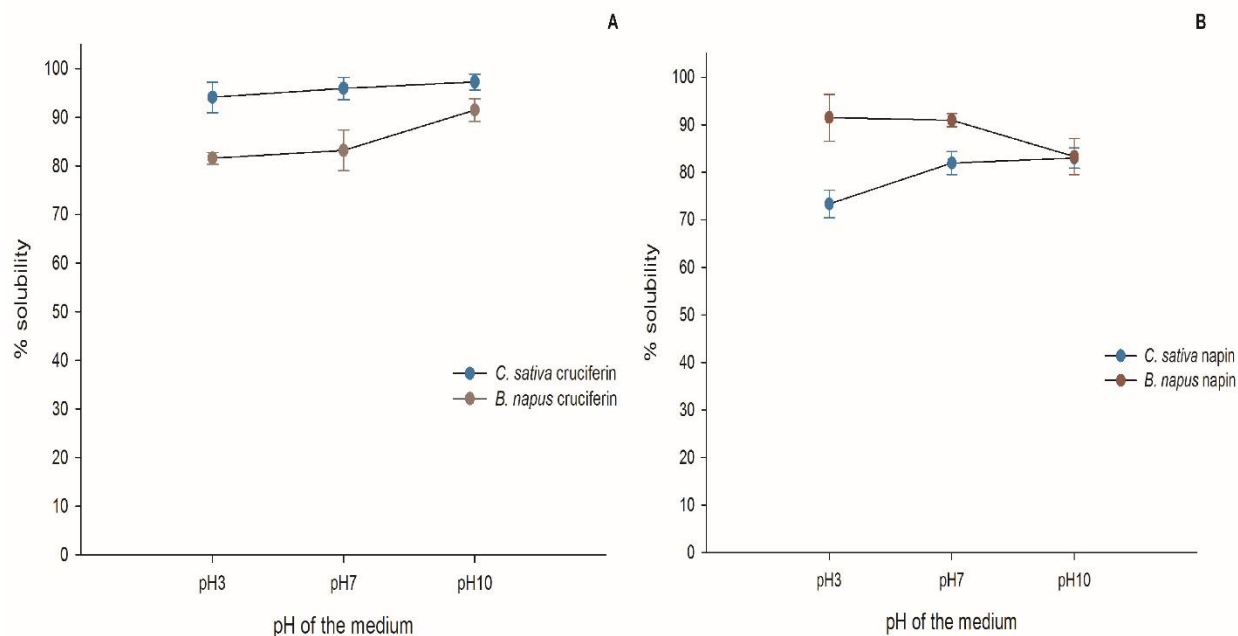 A
100
90
80
70
60
50
40
30
20
10
0
% solubility
C. sativa cruciferin
B. napus cruciferin
pH3 pH7 pH10
pH of the medium
B
100
90
80
70
60
50
40
30
20
10
0
% solubility
C. sativa napin
B. napus napin
pH3 pH7 pH10
pH of the medium